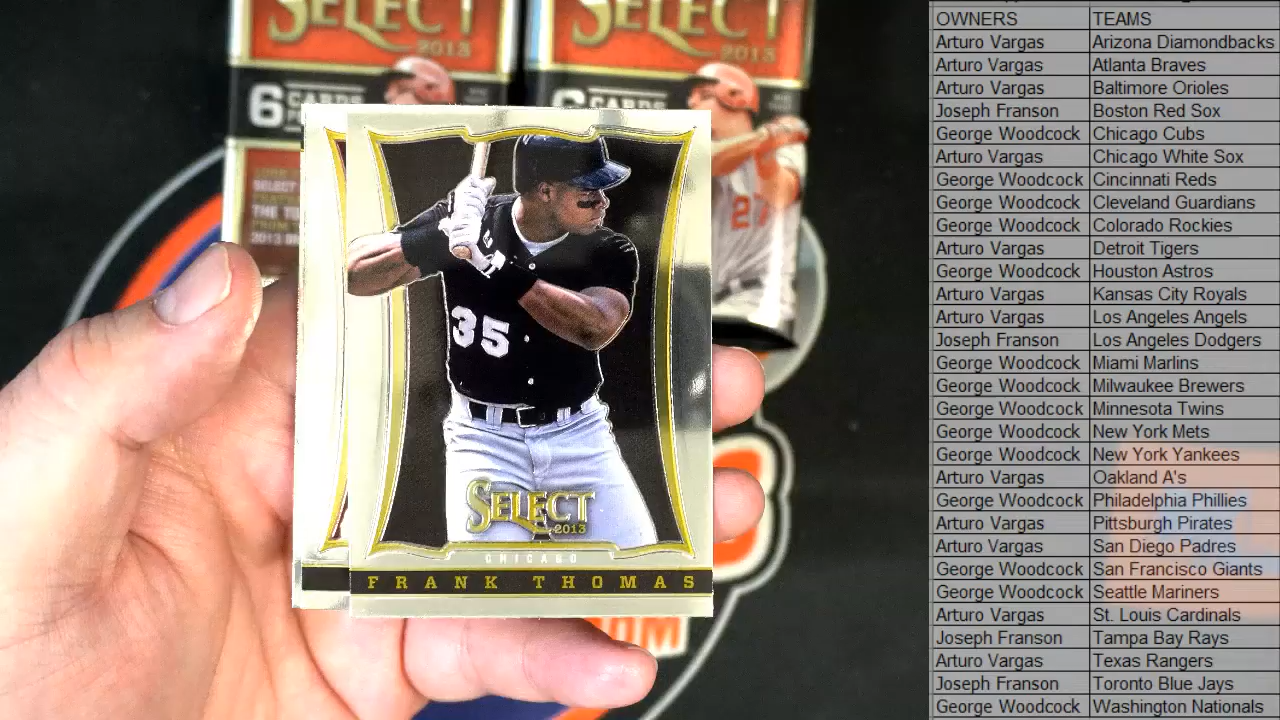 SELECT
2013
SELECT
2013
6 CARDS
SELECT
2013
35
SELECT
2013
CHICAGO
FRANK THOMAS
OWNERS TEAMS
Arturo Vargas Arizona Diamondbacks
Arturo Vargas Atlanta Braves
Arturo Vargas Baltimore Orioles
Joseph Franson Boston Red Sox
George Woodcock Chicago Cubs
Arturo Vargas Chicago White Sox
George Woodcock Cincinnati Reds
George Woodcock Cleveland Guardians
George Woodcock Colorado Rockies
Arturo Vargas Detroit Tigers
George Woodcock Houston Astros
Arturo Vargas Kansas City Royals
Arturo Vargas Los Angeles Angels
Joseph Franson Los Angeles Dodgers
George Woodcock Miami Marlins
George Woodcock Milwaukee Brewers
George Woodcock Minnesota Twins
George Woodcock New York Mets
George Woodcock New York Yankees
Arturo Vargas Oakland A's
George Woodcock Philadelphia Phillies
Arturo Vargas Pittsburgh Pirates
Arturo Vargas San Diego Padres
George Woodcock San Francisco Giants
George Woodcock Seattle Mariners
Arturo Vargas St. Louis Cardinals
Joseph Franson Tampa Bay Rays
Arturo Vargas Texas Rangers
Joseph Franson Toronto Blue Jays
George Woodcock Washington Nationals